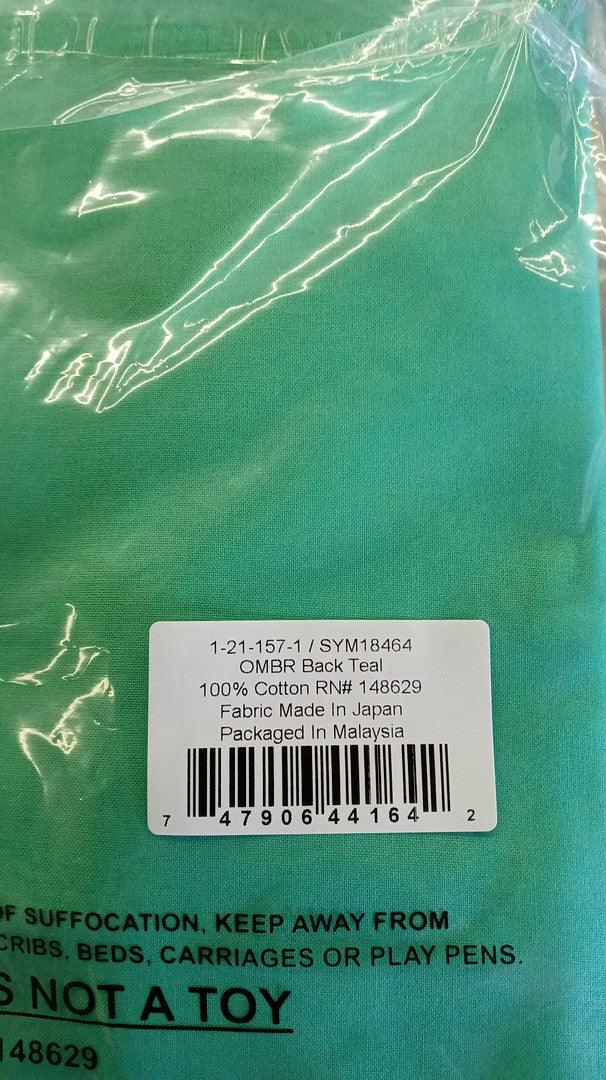 1-21-157-1 / SYM18464
OMBR Back Teal
100% Cotton RN# 148629
Fabric Made In Japan
Packaged In Malaysia
7 47906 44164 2
OF SUFFOCATION, KEEP AWAY FROM
CRIBS, BEDS, CARRIAGES OR PLAY PENS.
S NOT A TOY
148629